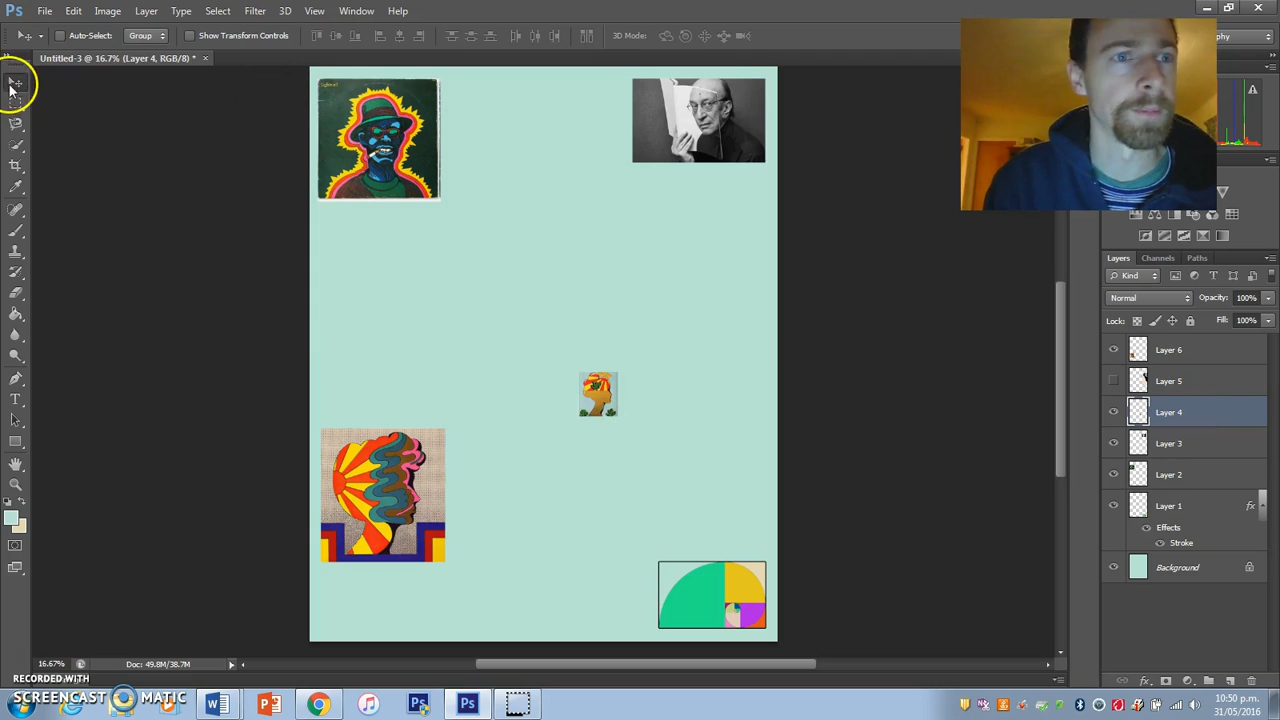 Ps File Edit Image Layer Type Select Filter 3D View Window Help
Auto-Select: Group Show Transform Controls 3D Mode:
Untitled-3 @ 16.7% (Layer 4, RGB/8) * ×
Layers Channels Paths
Kind
Normal Opacity: 100%
Lock: Fill: 100%
Layer 6
Layer 5
Layer 4
Layer 3
Layer 2
Layer 1 fx
Effects
Stroke
Background
16.67% Doc: 49.8M/38.7M
RECORDED WITH
SCREENCAST MATIC
10:50 p.m.
31/05/2016